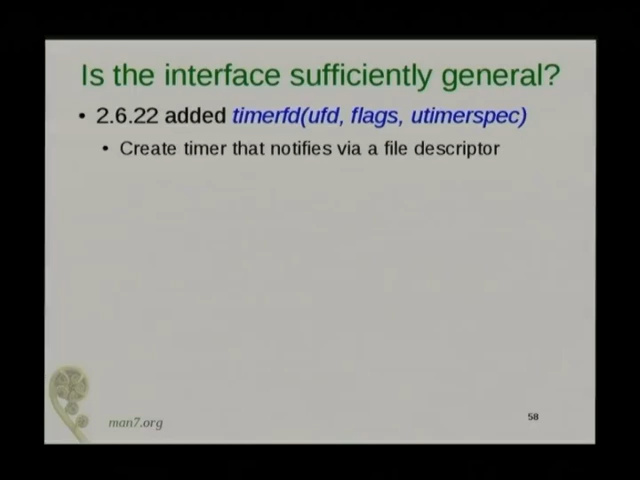 Is the interface sufficiently general?
• 2.6.22 added timerfd(ufd, flags, utimerspec)
• Create timer that notifies via a file descriptor
man7.org
58